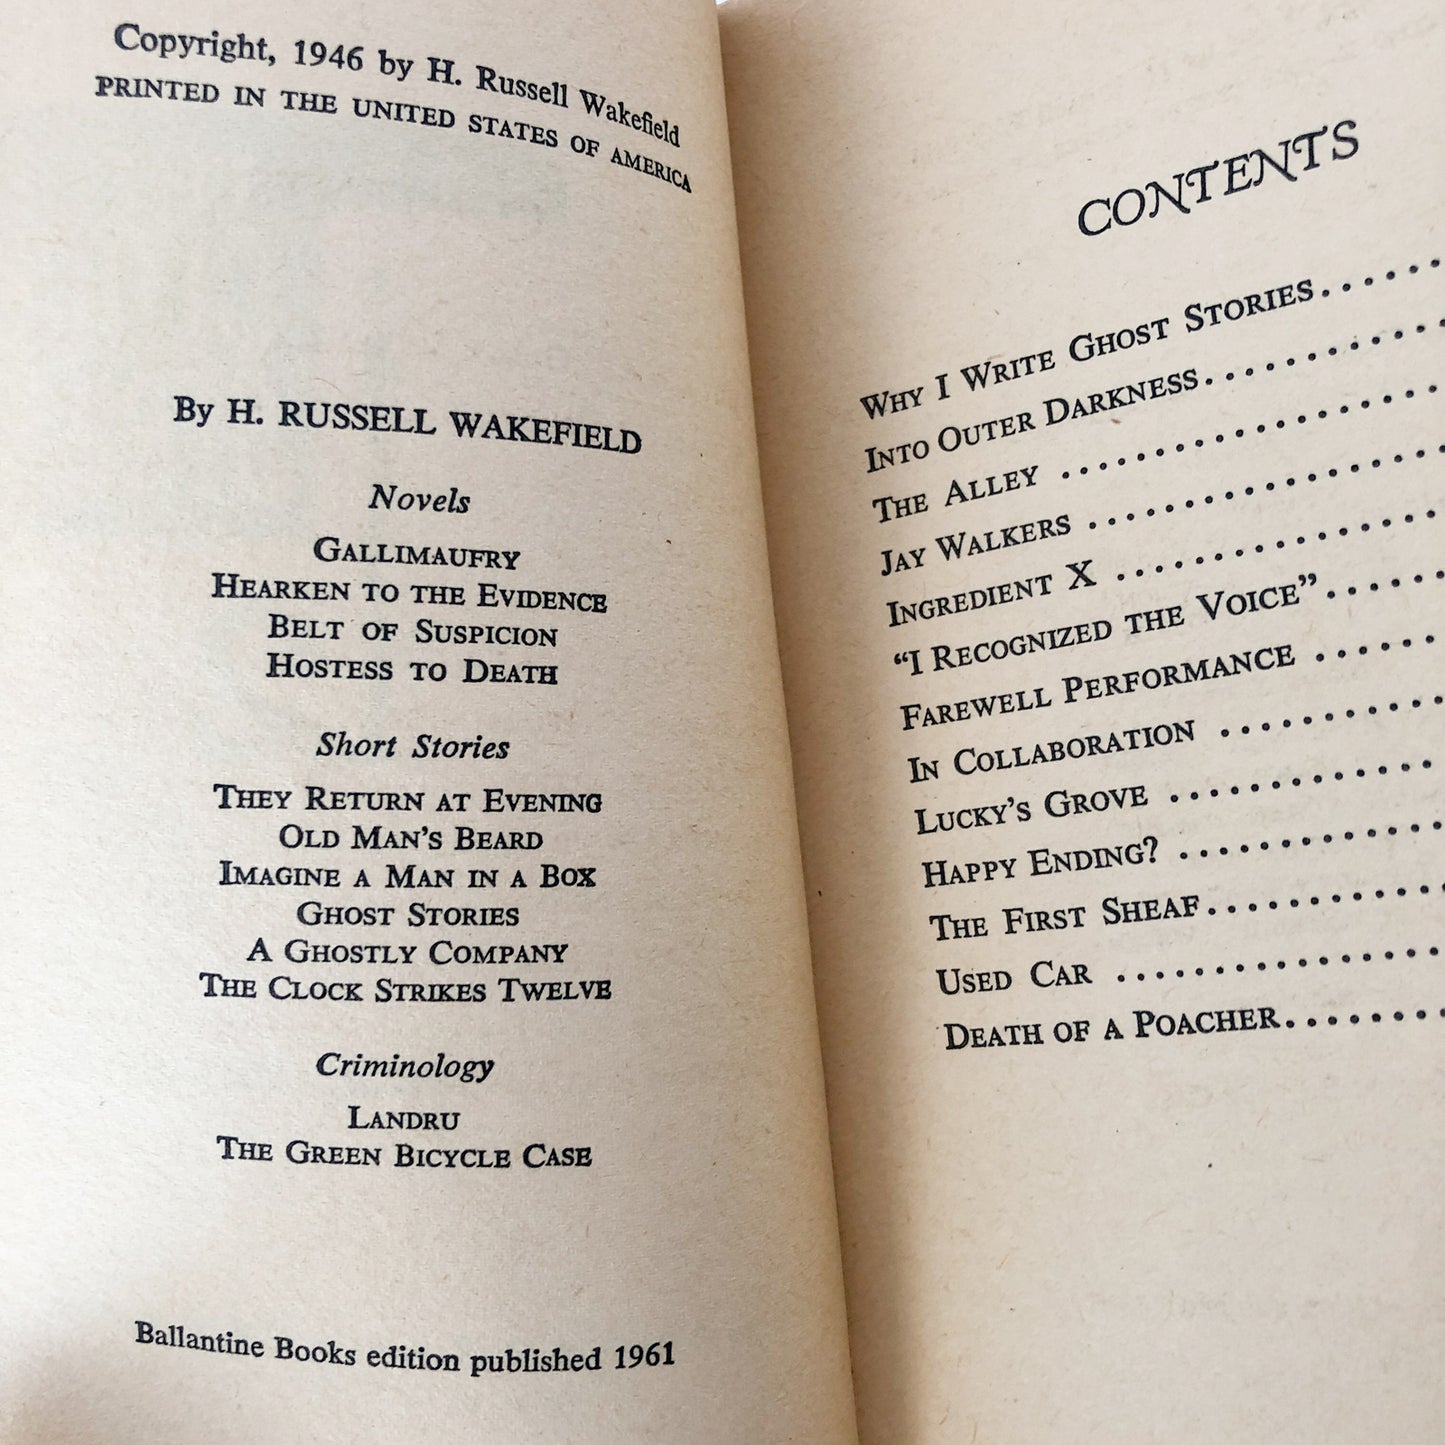 Copyright, 1946 by H. Russell Wakefield
PRINTED IN THE UNITED STATES OF AMERICA
By H. RUSSELL WAKEFIELD
Novels
GALLIMAUFRY
HEARKEN TO THE EVIDENCE
BELT OF SUSPICION
HOSTESS TO DEATH
Short Stories
THEY RETURN AT EVENING
OLD MAN'S BEARD
IMAGINE A MAN IN A BOX
GHOST STORIES
A GHOSTLY COMPANY
THE CLOCK STRIKES TWELVE
Criminology
LANDRU
THE GREEN BICYCLE CASE
Ballantine Books edition published 1961
CONTENTS
WHY I WRITE GHOST STORIES......
INTO OUTER DARKNESS............
THE ALLEY ...................
JAY WALKERS ..................
INGREDIENT X .................
“I RECOGNIZED THE VOICE”......
FAREWELL PERFORMANCE .......
IN COLLABORATION ............
LUCKY'S GROVE ..............
HAPPY ENDING? ..............
THE FIRST SHEAF.............
USED CAR .................
DEATH OF A POACHER.........